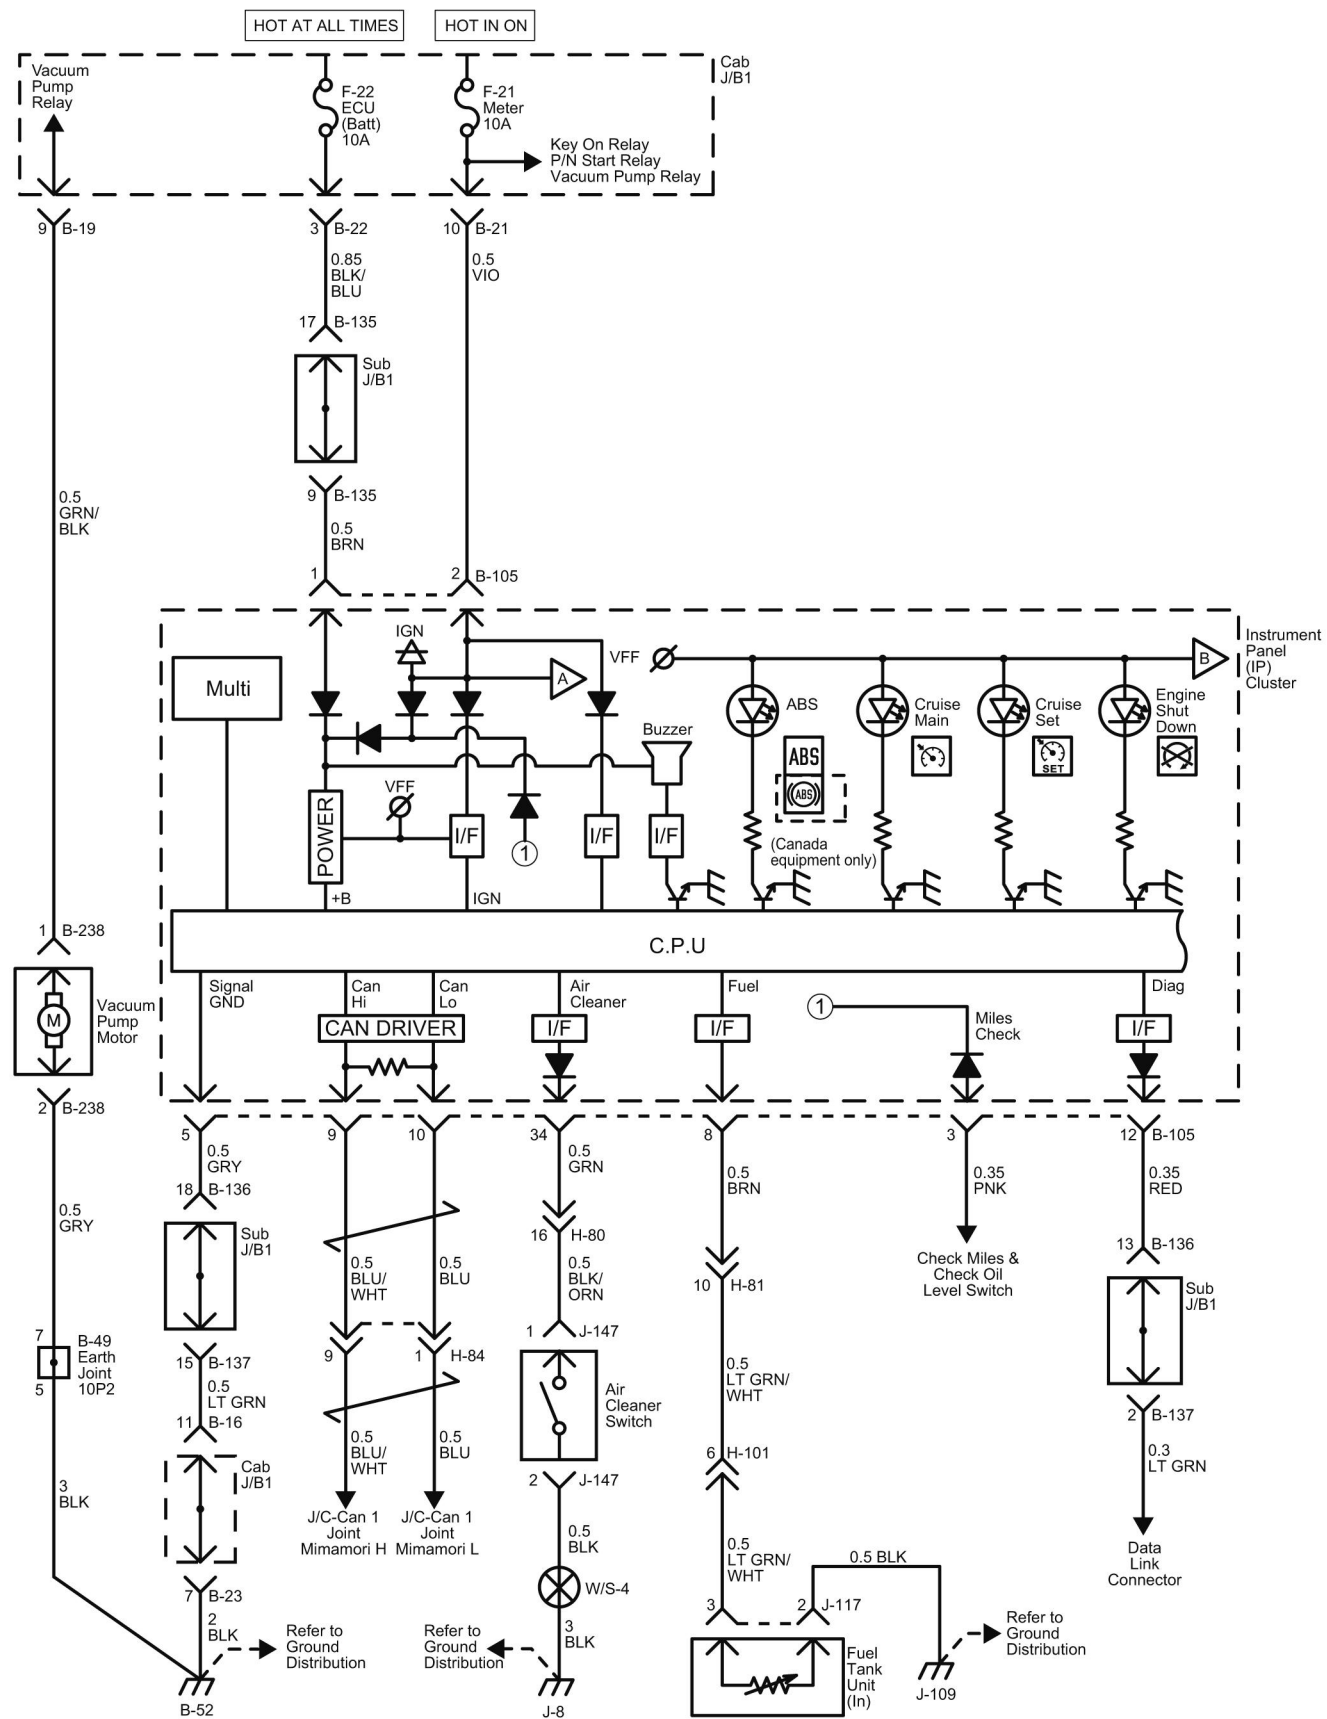 HOT AT ALL TIMES
HOT IN ON
Cab
J/B1
Vacuum
Pump
Relay
F-22
ECU
(Batt)
10A
F-21
Meter
10A
Key On Relay
P/N Start Relay
Vacuum Pump Relay
9 B-19
3 B-22
10 B-21
0.85
BLK/
BLU
0.5
VIO
17 B-135
Sub
J/B1
9 B-135
0.5
GRN/
BLK
0.5
BRN
1
2 B-105
Instrument
Panel
(IP)
Cluster
Multi
IGN
A
VFF
B
ABS
Cruise
Main
Cruise
Set
Engine
Shut
Down
Buzzer
ABS
(ABS)
SET
VFF
POWER
I/F
I/F
I/F
1
(Canada
equipment only)
+B
IGN
C.P.U
1 B-238
M
Vacuum
Pump
Motor
2 B-238
Signal
GND
Can
Hi
Can
Lo
Air
Cleaner
Fuel
1
Miles
Check
Diag
CAN DRIVER
I/F
I/F
I/F
5
9
10
34
8
3
12 B-105
0.5
GRY
0.5
GRN
0.5
BRN
0.35
PNK
0.35
RED
18 B-136
0.5
GRY
Sub
J/B1
16 H-80
13 B-136
Check Miles &
Check Oil
Level Switch
0.5
BLU/
WHT
0.5
BLU
0.5
BLK/
ORN
10 H-81
Sub
J/B1
7
B-49
Earth
Joint
10P2
5
15 B-137
9
1 H-84
1 J-147
0.5
LT GRN
0.5
LT GRN/
WHT
Air
Cleaner
Switch
11 B-16
2 B-137
0.5
BLU/
WHT
0.5
BLU
6 H-101
0.3
LT GRN
Cab
J/B1
3
BLK
2 J-147
J/C-Can 1
Joint
Mimamori H
J/C-Can 1
Joint
Mimamori L
0.5
BLK
0.5
LT GRN/
WHT
0.5 BLK
Data
Link
Connector
7 B-23
W/S-4
3
2 J-117
2
BLK
Refer to
Ground
Distribution
Refer to
Ground
Distribution
3
BLK
Refer to
Ground
Distribution
Fuel
Tank
Unit
(In)
B-52
J-8
J-109